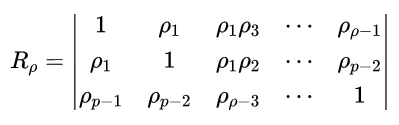 R_ρ = | 1 ρ_1 ρ_1ρ_3 ⋯ ρ_{ρ−1} |
| ρ_1 1 ρ_1ρ_2 ⋯ ρ_{p−2} |
| ρ_{p−1} ρ_{p−2} ρ_{ρ−3} ⋯ 1 |